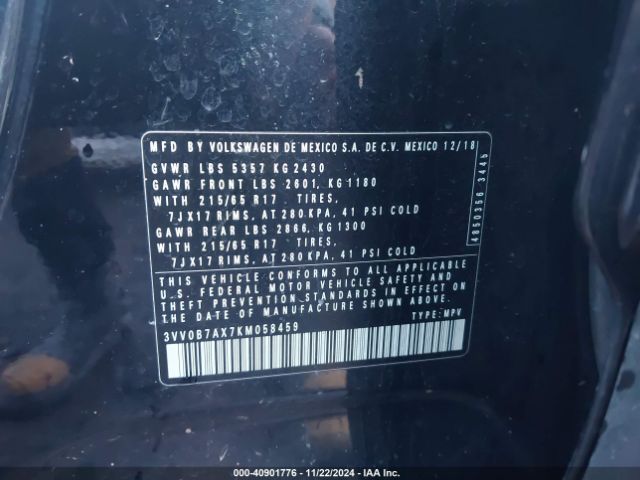 MFD BY VOLKSWAGEN DE MEXICO S.A. DE C.V. MEXICO 12/18
GVWR LBS 5357 KG 2430
GAWR FRONT LBS 2601, KG 1180
WITH 215/65 R17 TIRES,
7JX17 RIMS, AT 280 KPA, 41 PSI COLD
GAWR REAR LBS 2866, KG 1300
WITH 215/65 R17 TIRES,
7JX17 RIMS, AT 280 KPA, 41 PSI COLD
THIS VEHICLE CONFORMS TO ALL APPLICABLE
U.S. FEDERAL MOTOR VEHICLE SAFETY AND
THEFT PREVENTION STANDARDS IN EFFECT ON
THE DATE OF MANUFACTURE SHOWN ABOVE.
3VV0B7AX7KM058459 TYPE: MPV
4850356 3445
000-40901776 - 11/22/2024 - IAA Inc.